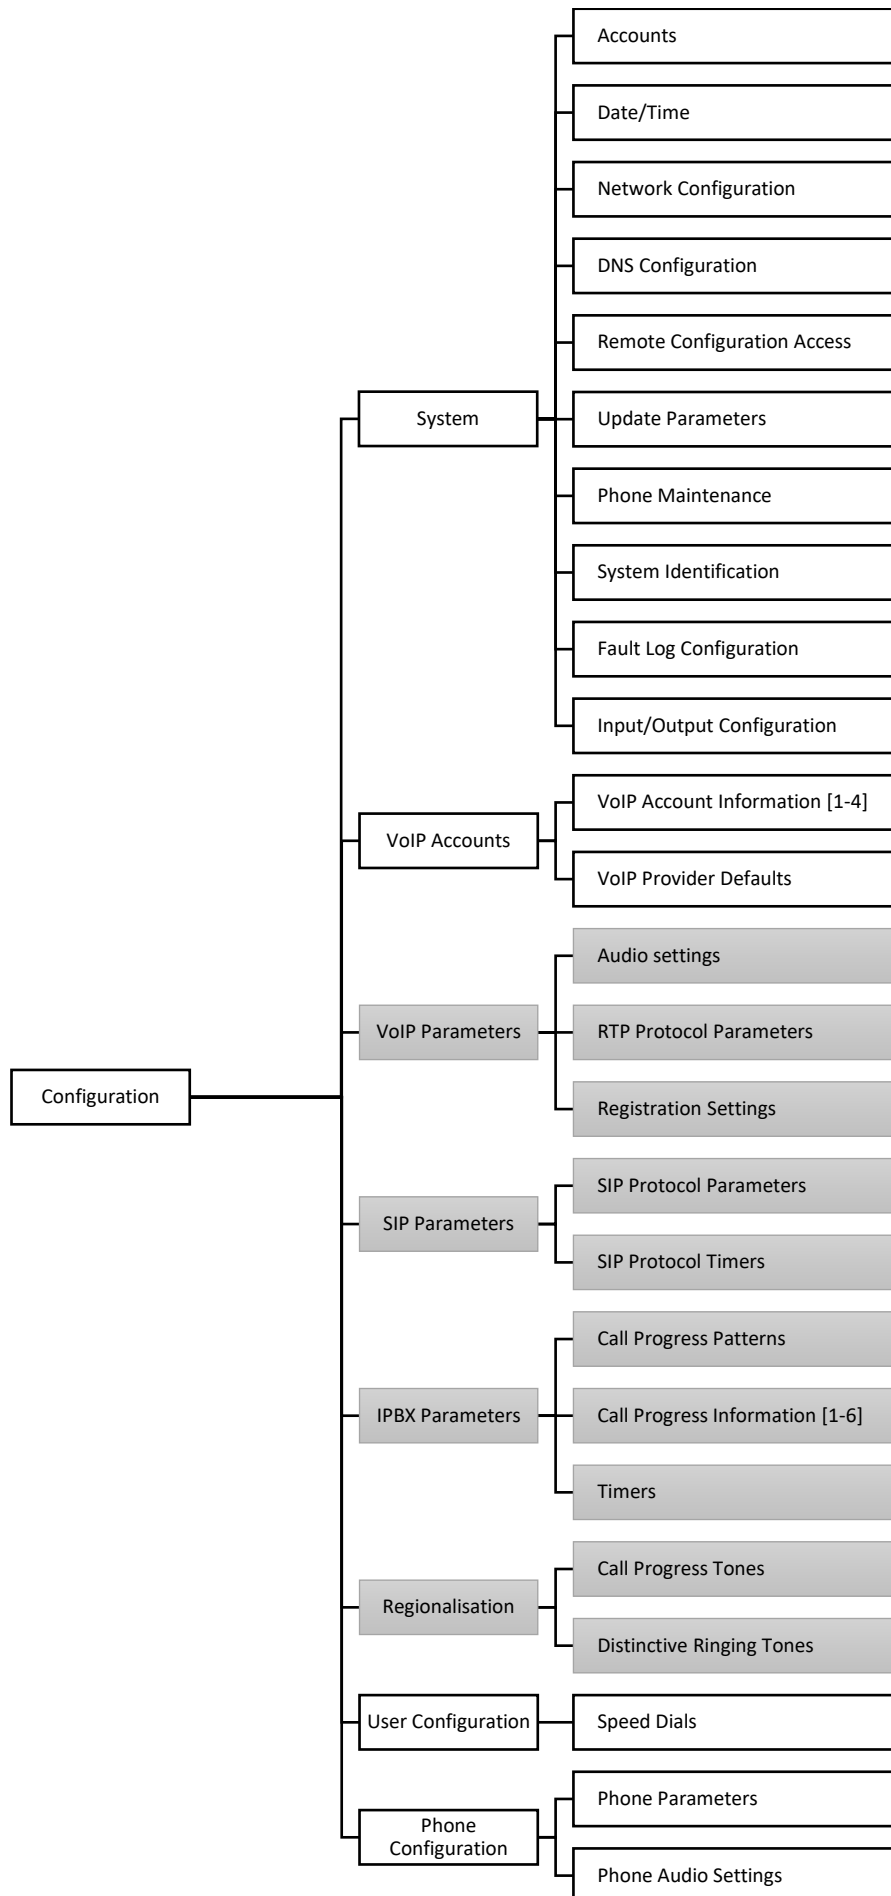 Accounts
Date/Time
Network Configuration
DNS Configuration
Remote Configuration Access
System
Update Parameters
Phone Maintenance
System Identification
Fault Log Configuration
Input/Output Configuration
VoIP Account Information [1-4]
VoIP Accounts
VoIP Provider Defaults
Audio settings
VoIP Parameters
RTP Protocol Parameters
Configuration
Registration Settings
SIP Protocol Parameters
SIP Parameters
SIP Protocol Timers
Call Progress Patterns
IPBX Parameters
Call Progress Information [1-6]
Timers
Call Progress Tones
Regionalisation
Distinctive Ringing Tones
User Configuration
Speed Dials
Phone Parameters
Phone
Configuration
Phone Audio Settings